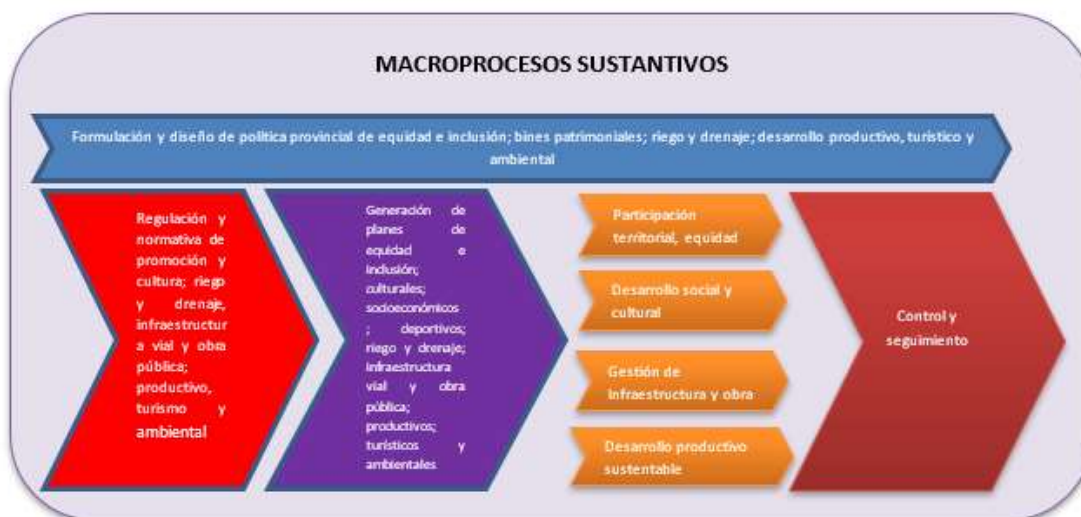 MACROPROCESOS SUSTANTIVOS
Formulación y diseño de política provincial de equidad e inclusión; bines patrimoniales; riego y drenaje; desarrollo productivo, turístico y
ambiental
Regulación y
normativa de
promoción y
cultura; riego
y drenaje,
infraestructur
a vial y obra
pública;
productivo,
turismo y
ambiental
Generación de
planes de
equidad e
inclusión;
culturales;
socioeconómicos
; deportivos;
riego y drenaje;
infraestructura
vial y obra
pública;
productivos;
turísticos y
ambientales
Participación
territorial, equidad
Desarrollo social y
cultural
Gestión de
Infraestructura y obra
Desarrollo productivo
sustentable
Control y
seguimiento